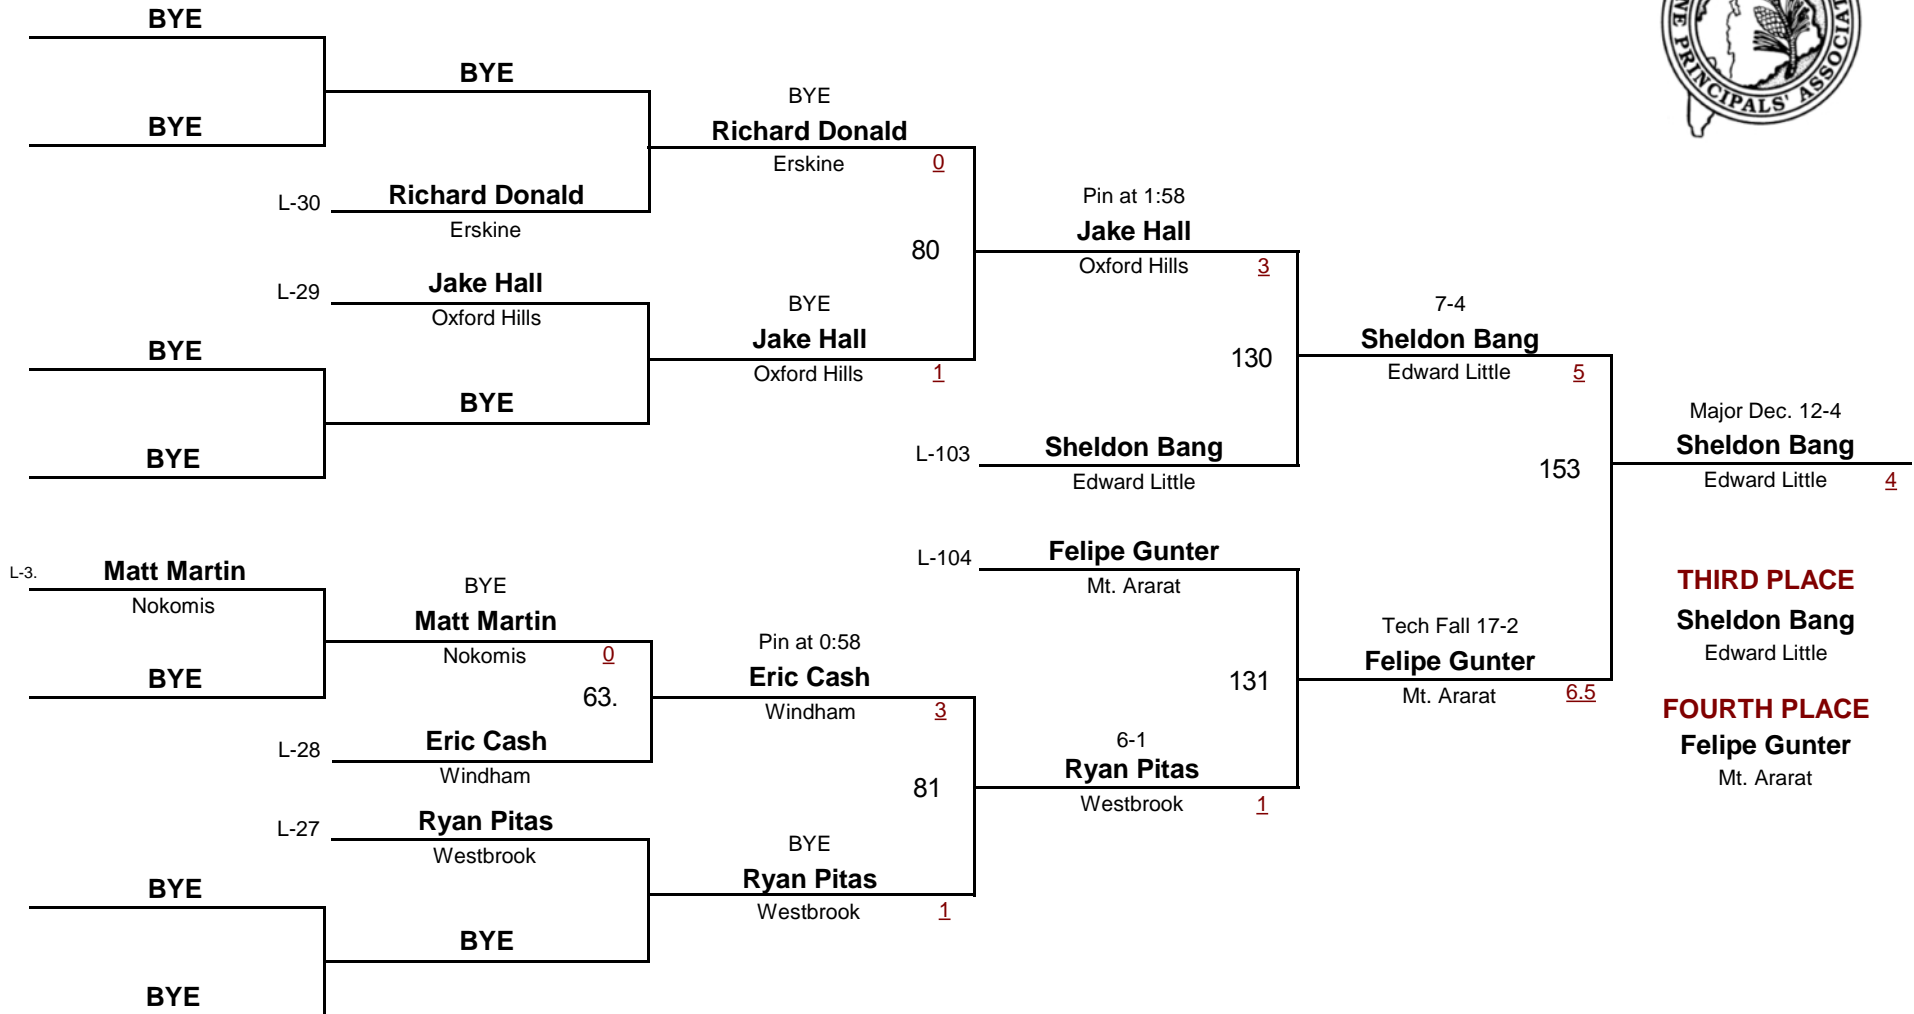 BYE
BYE
BYE
BYE
Richard Donald
Erskine
0
L-30
Richard Donald
Erskine
80
Pin at 1:58
Jake Hall
Oxford Hills
3
L-29
Jake Hall
Oxford Hills
BYE
Jake Hall
Oxford Hills
1
BYE
BYE
BYE
130
7-4
Sheldon Bang
Edward Little
5
L-103
Sheldon Bang
Edward Little
153
Major Dec. 12-4
Sheldon Bang
Edward Little
4
L-3.
Matt Martin
Nokomis
BYE
Matt Martin
Nokomis
0
BYE
63.
Pin at 0:58
Eric Cash
Windham
3
L-28
Eric Cash
Windham
L-104
Felipe Gunter
Mt. Ararat
131
Tech Fall 17-2
Felipe Gunter
Mt. Ararat
6.5
81
6-1
Ryan Pitas
Westbrook
1
L-27
Ryan Pitas
Westbrook
BYE
Ryan Pitas
Westbrook
1
BYE
BYE
BYE
THIRD PLACE
Sheldon Bang
Edward Little
FOURTH PLACE
Felipe Gunter
Mt. Ararat
PRINCIPALS'